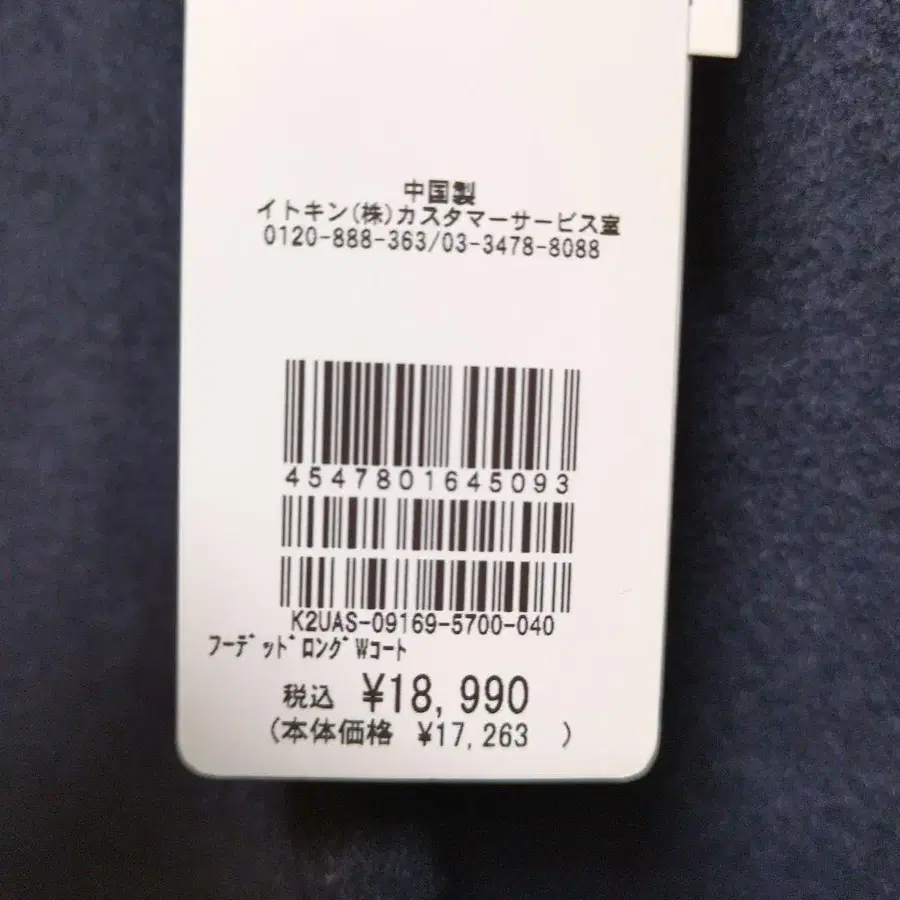 中国製
イトキン(株)カスタマーサービス室
0120-888-363/03-3478-8088
4547801645093
K2UAS-09169-5700-040
ﾌｰﾃﾞｯﾄﾞﾛﾝｸﾞWｺｰﾄ
税込 ¥18,990
(本体価格 ¥17,263 )